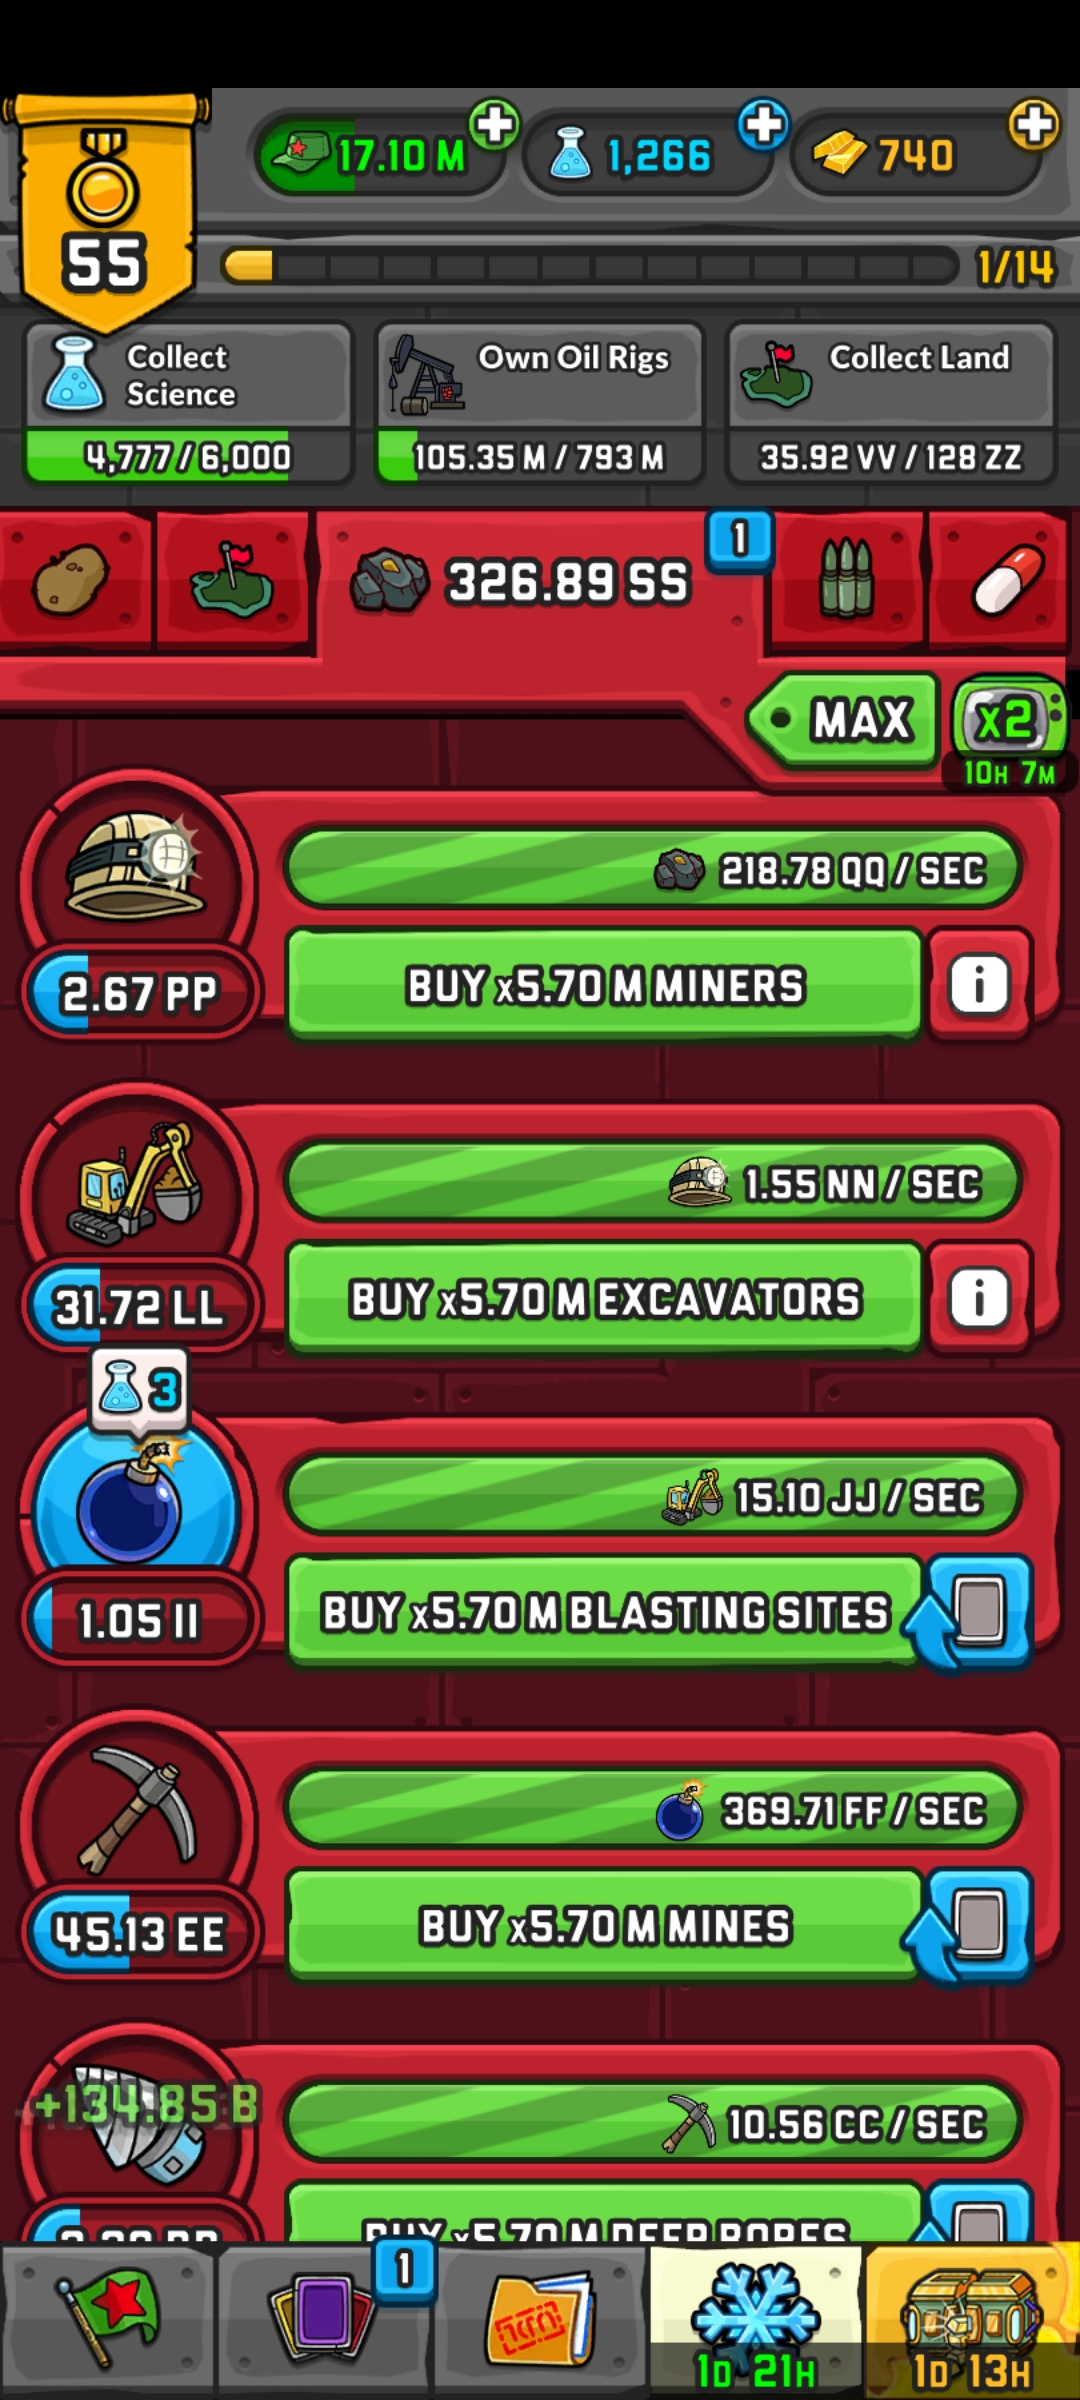 17.10 M
1,266
740
55
1/14
Collect
Science
Own Oil Rigs
Collect Land
4,777 / 6,000
105.35 M / 793 M
35.92 VV / 128 ZZ
326.89 SS
1
MAX
x2
10H 7M
218.78 QQ / SEC
2.67 PP
BUY x5.70 M MINERS
i
1.55 NN / SEC
31.72 LL
BUY x5.70 M EXCAVATORS
i
3
15.10 JJ / SEC
1.05 II
BUY x5.70 M BLASTING SITES
369.71 FF / SEC
45.13 EE
BUY x5.70 M MINES
+134.85 B
10.56 CC / SEC
BUY x5.70 M DEEP BORES
1
1D 21H
1D 13H